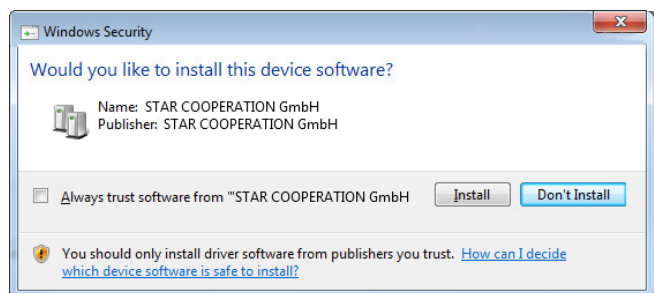 Windows Security
Would you like to install this device software?
Name: STAR COOPERATION GmbH
Publisher: STAR COOPERATION GmbH
Always trust software from "'STAR COOPERATION GmbH
Install
Don't Install
You should only install driver software from publishers you trust. How can I decide
which device software is safe to install?